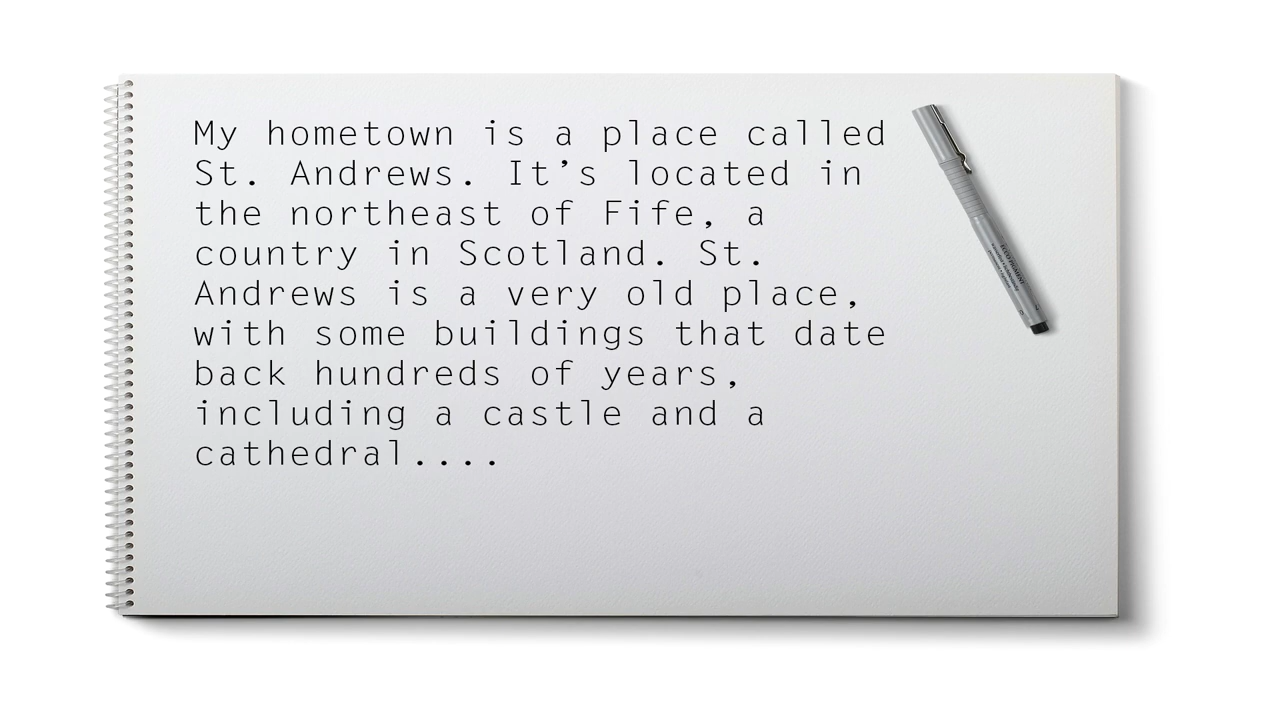 My hometown is a place called
St. Andrews. It’s located in
the northeast of Fife, a
country in Scotland. St.
Andrews is a very old place,
with some buildings that date
back hundreds of years,
including a castle and a
cathedral....